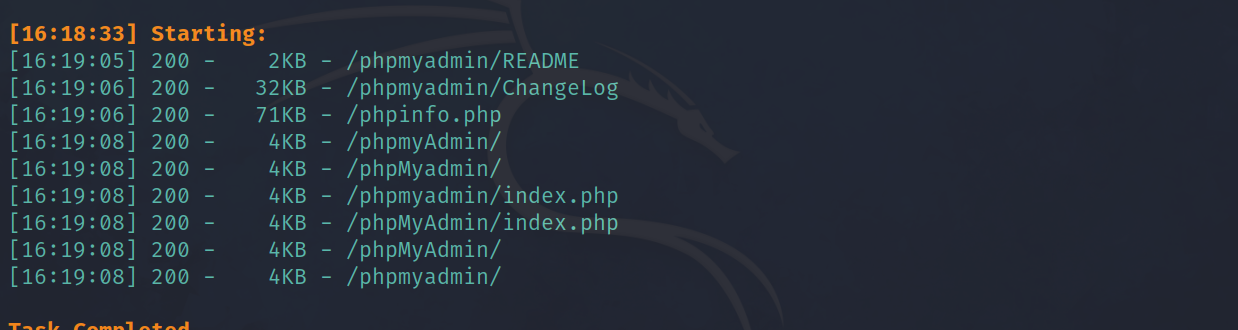 [16:18:33] Starting:
[16:19:05] 200 -    2KB - /phpmyadmin/README
[16:19:06] 200 -   32KB - /phpmyadmin/ChangeLog
[16:19:06] 200 -   71KB - /phpinfo.php
[16:19:08] 200 -    4KB - /phpmyAdmin/
[16:19:08] 200 -    4KB - /phpMyadmin/
[16:19:08] 200 -    4KB - /phpmyadmin/index.php
[16:19:08] 200 -    4KB - /phpMyAdmin/index.php
[16:19:08] 200 -    4KB - /phpMyAdmin/
[16:19:08] 200 -    4KB - /phpmyadmin/
Task Completed